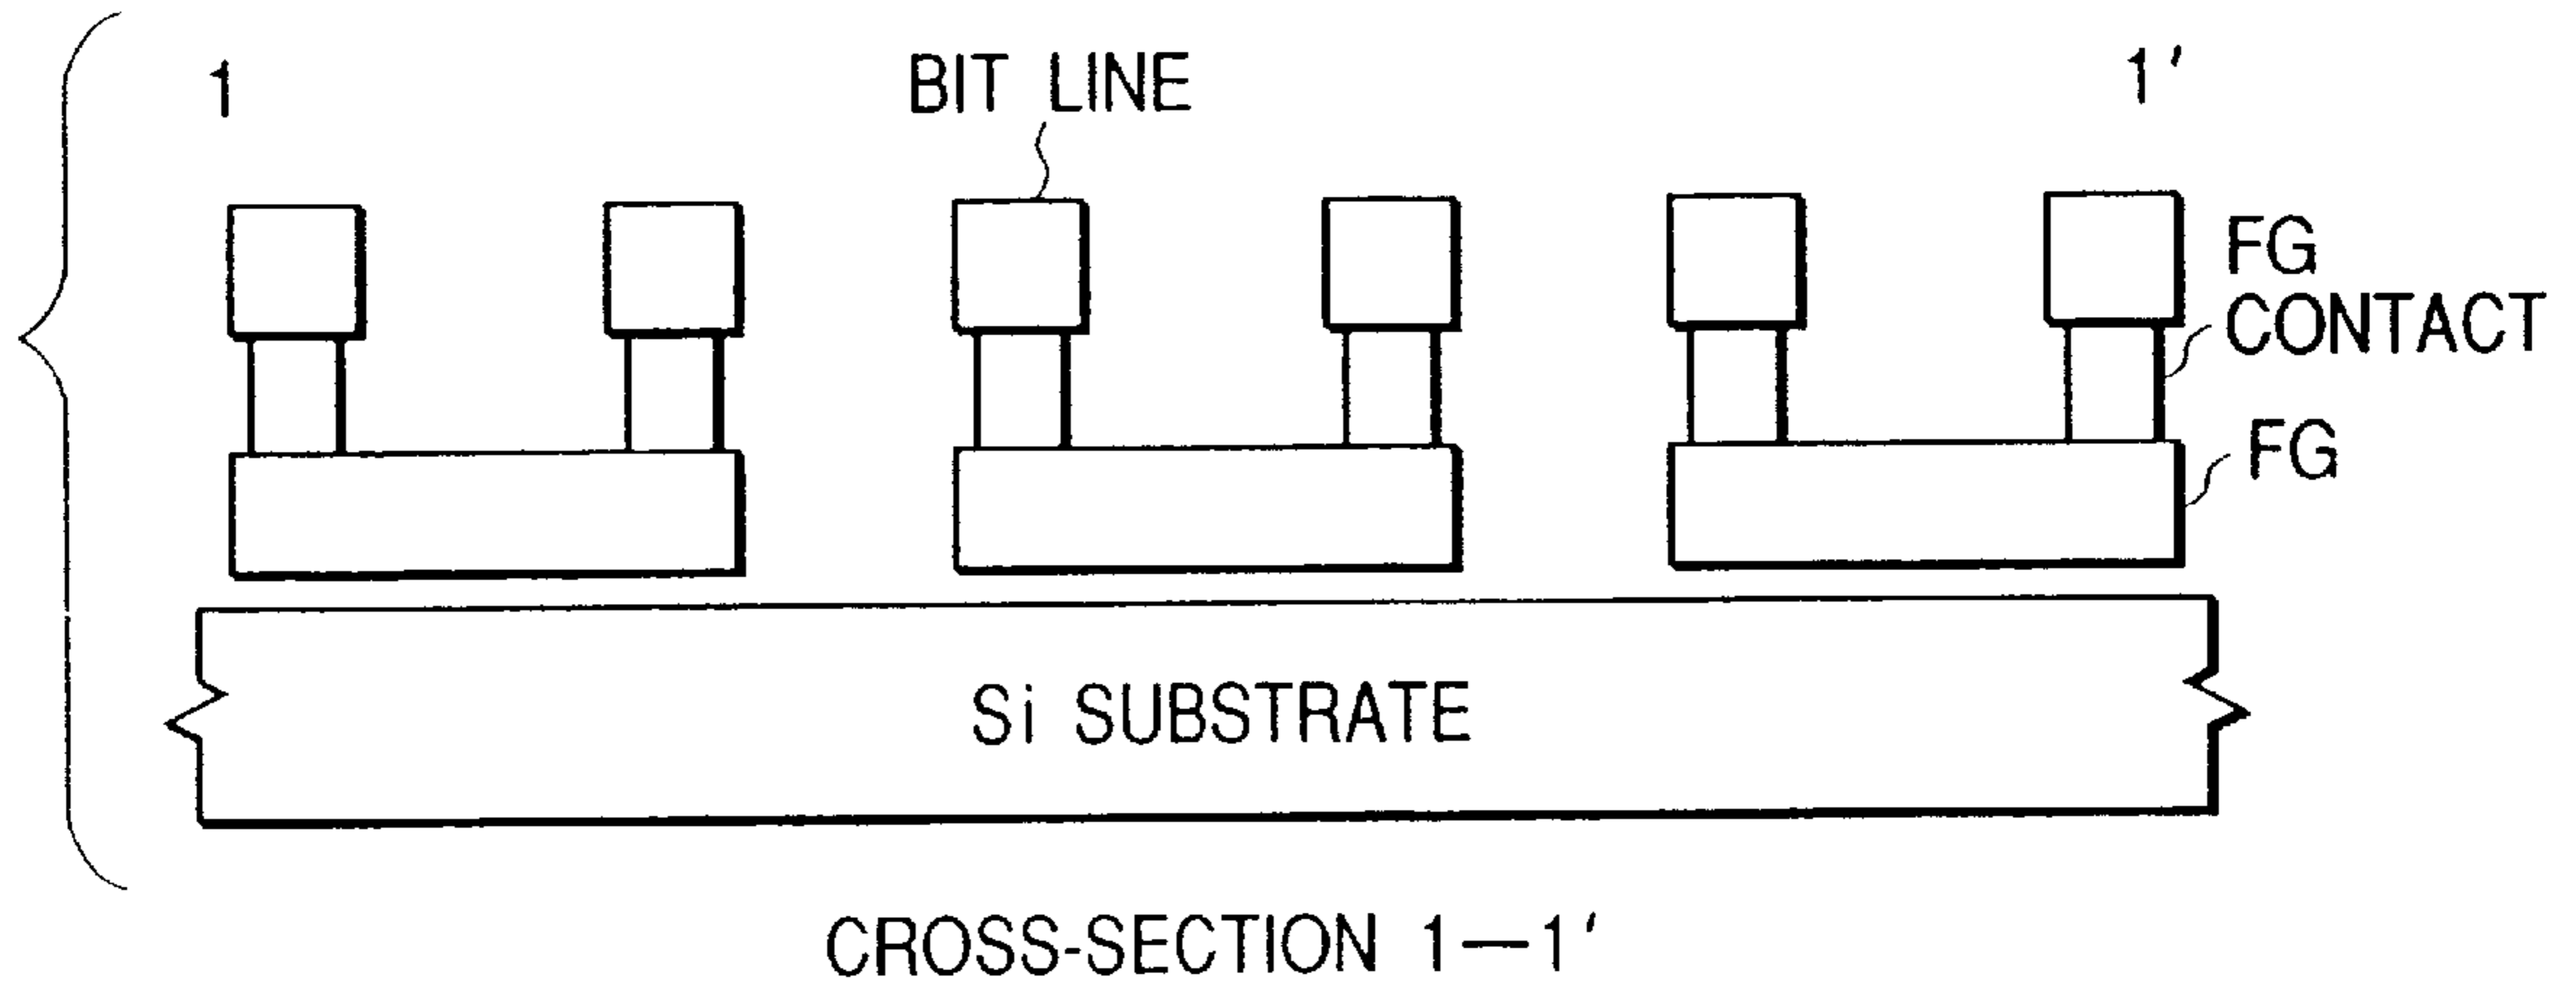 1
BIT LINE
1'
FG
CONTACT
FG
Si SUBSTRATE
CROSS-SECTION 1—1'